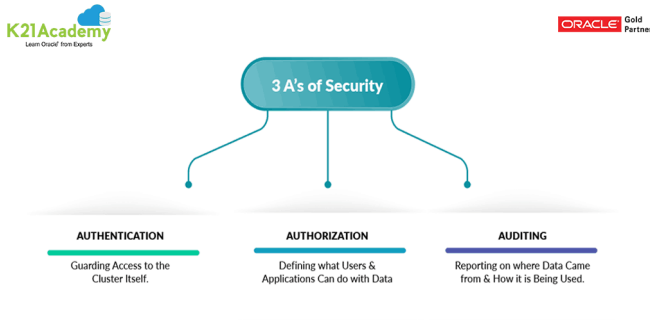 K21Academy
Learn Oracle® from Experts
ORACLE®
Gold
Partner
3 A's of Security
AUTHENTICATION
Guarding Access to the
Cluster Itself.
AUTHORIZATION
Defining what Users &
Applications Can do with Data
AUDITING
Reporting on where Data Came
from & How it is Being Used.